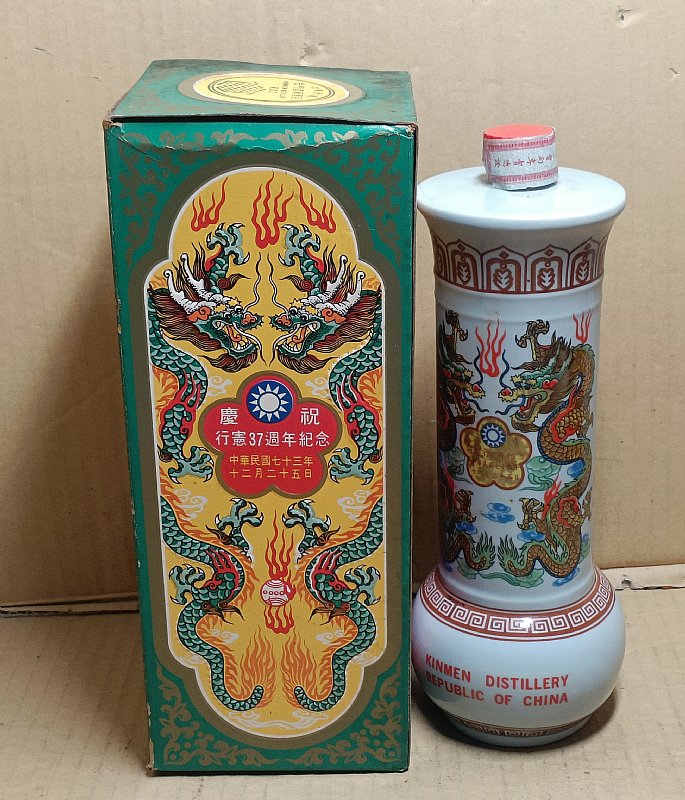 慶祝
行憲37週年紀念
中華民國七十三年
十二月二十五日
KINMEN DISTILLERY
REPUBLIC OF CHINA